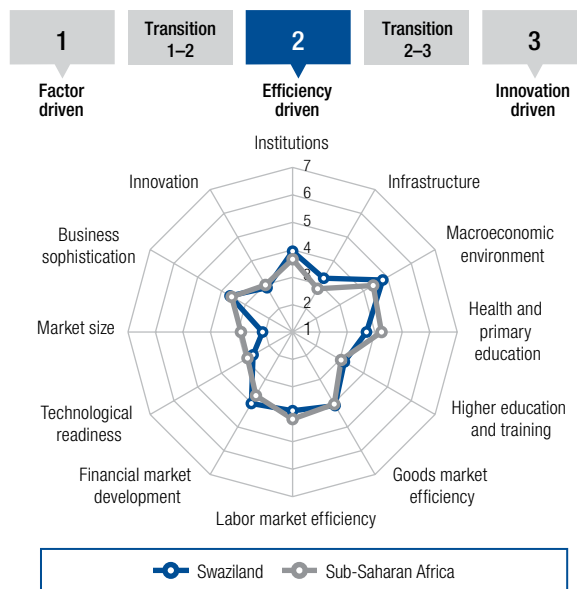 1
Transition
1–2
2
Transition
2–3
3
Factor
driven
Efficiency
driven
Innovation
driven
Institutions
7
6
5
4
3
2
1
Infrastructure
Macroeconomic
environment
Health and
primary
education
Higher education
and training
Goods market
efficiency
Labor market efficiency
Financial market
development
Technological
readiness
Market size
Business
sophistication
Innovation
Swaziland
Sub-Saharan Africa